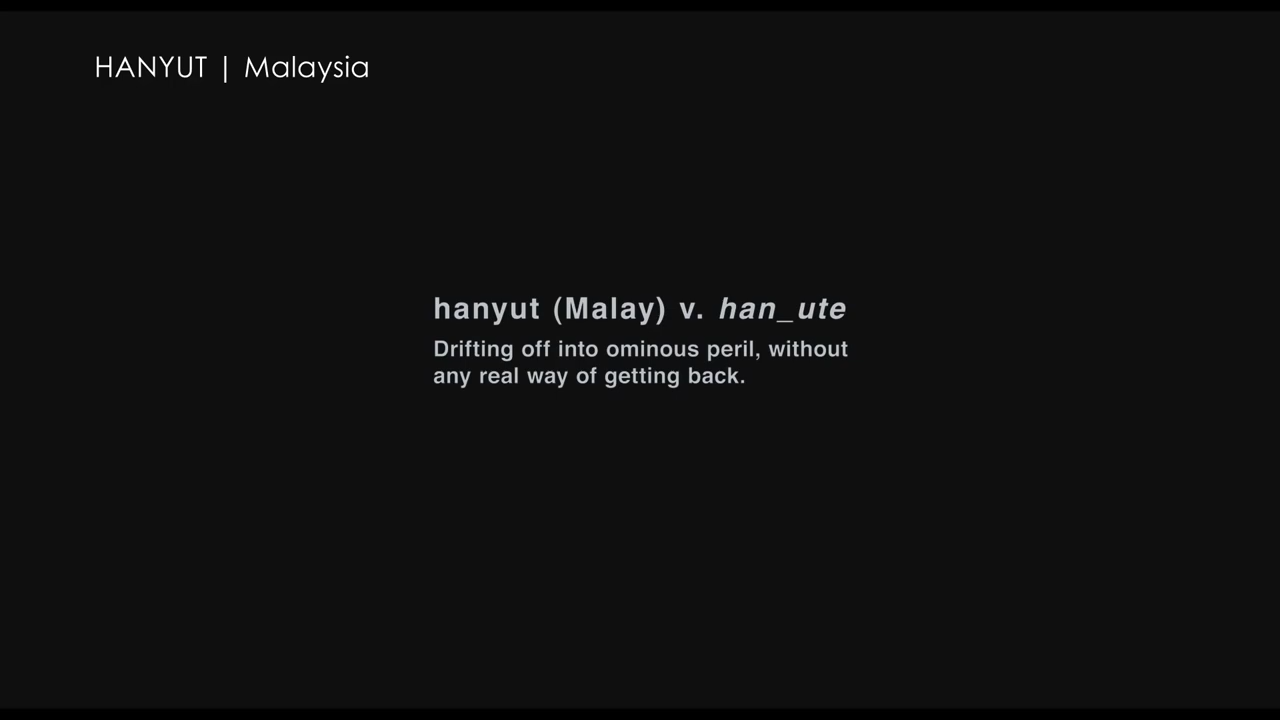 HANYUT | Malaysia
hanyut (Malay) v. han_ute
Drifting off into ominous peril, without
any real way of getting back.